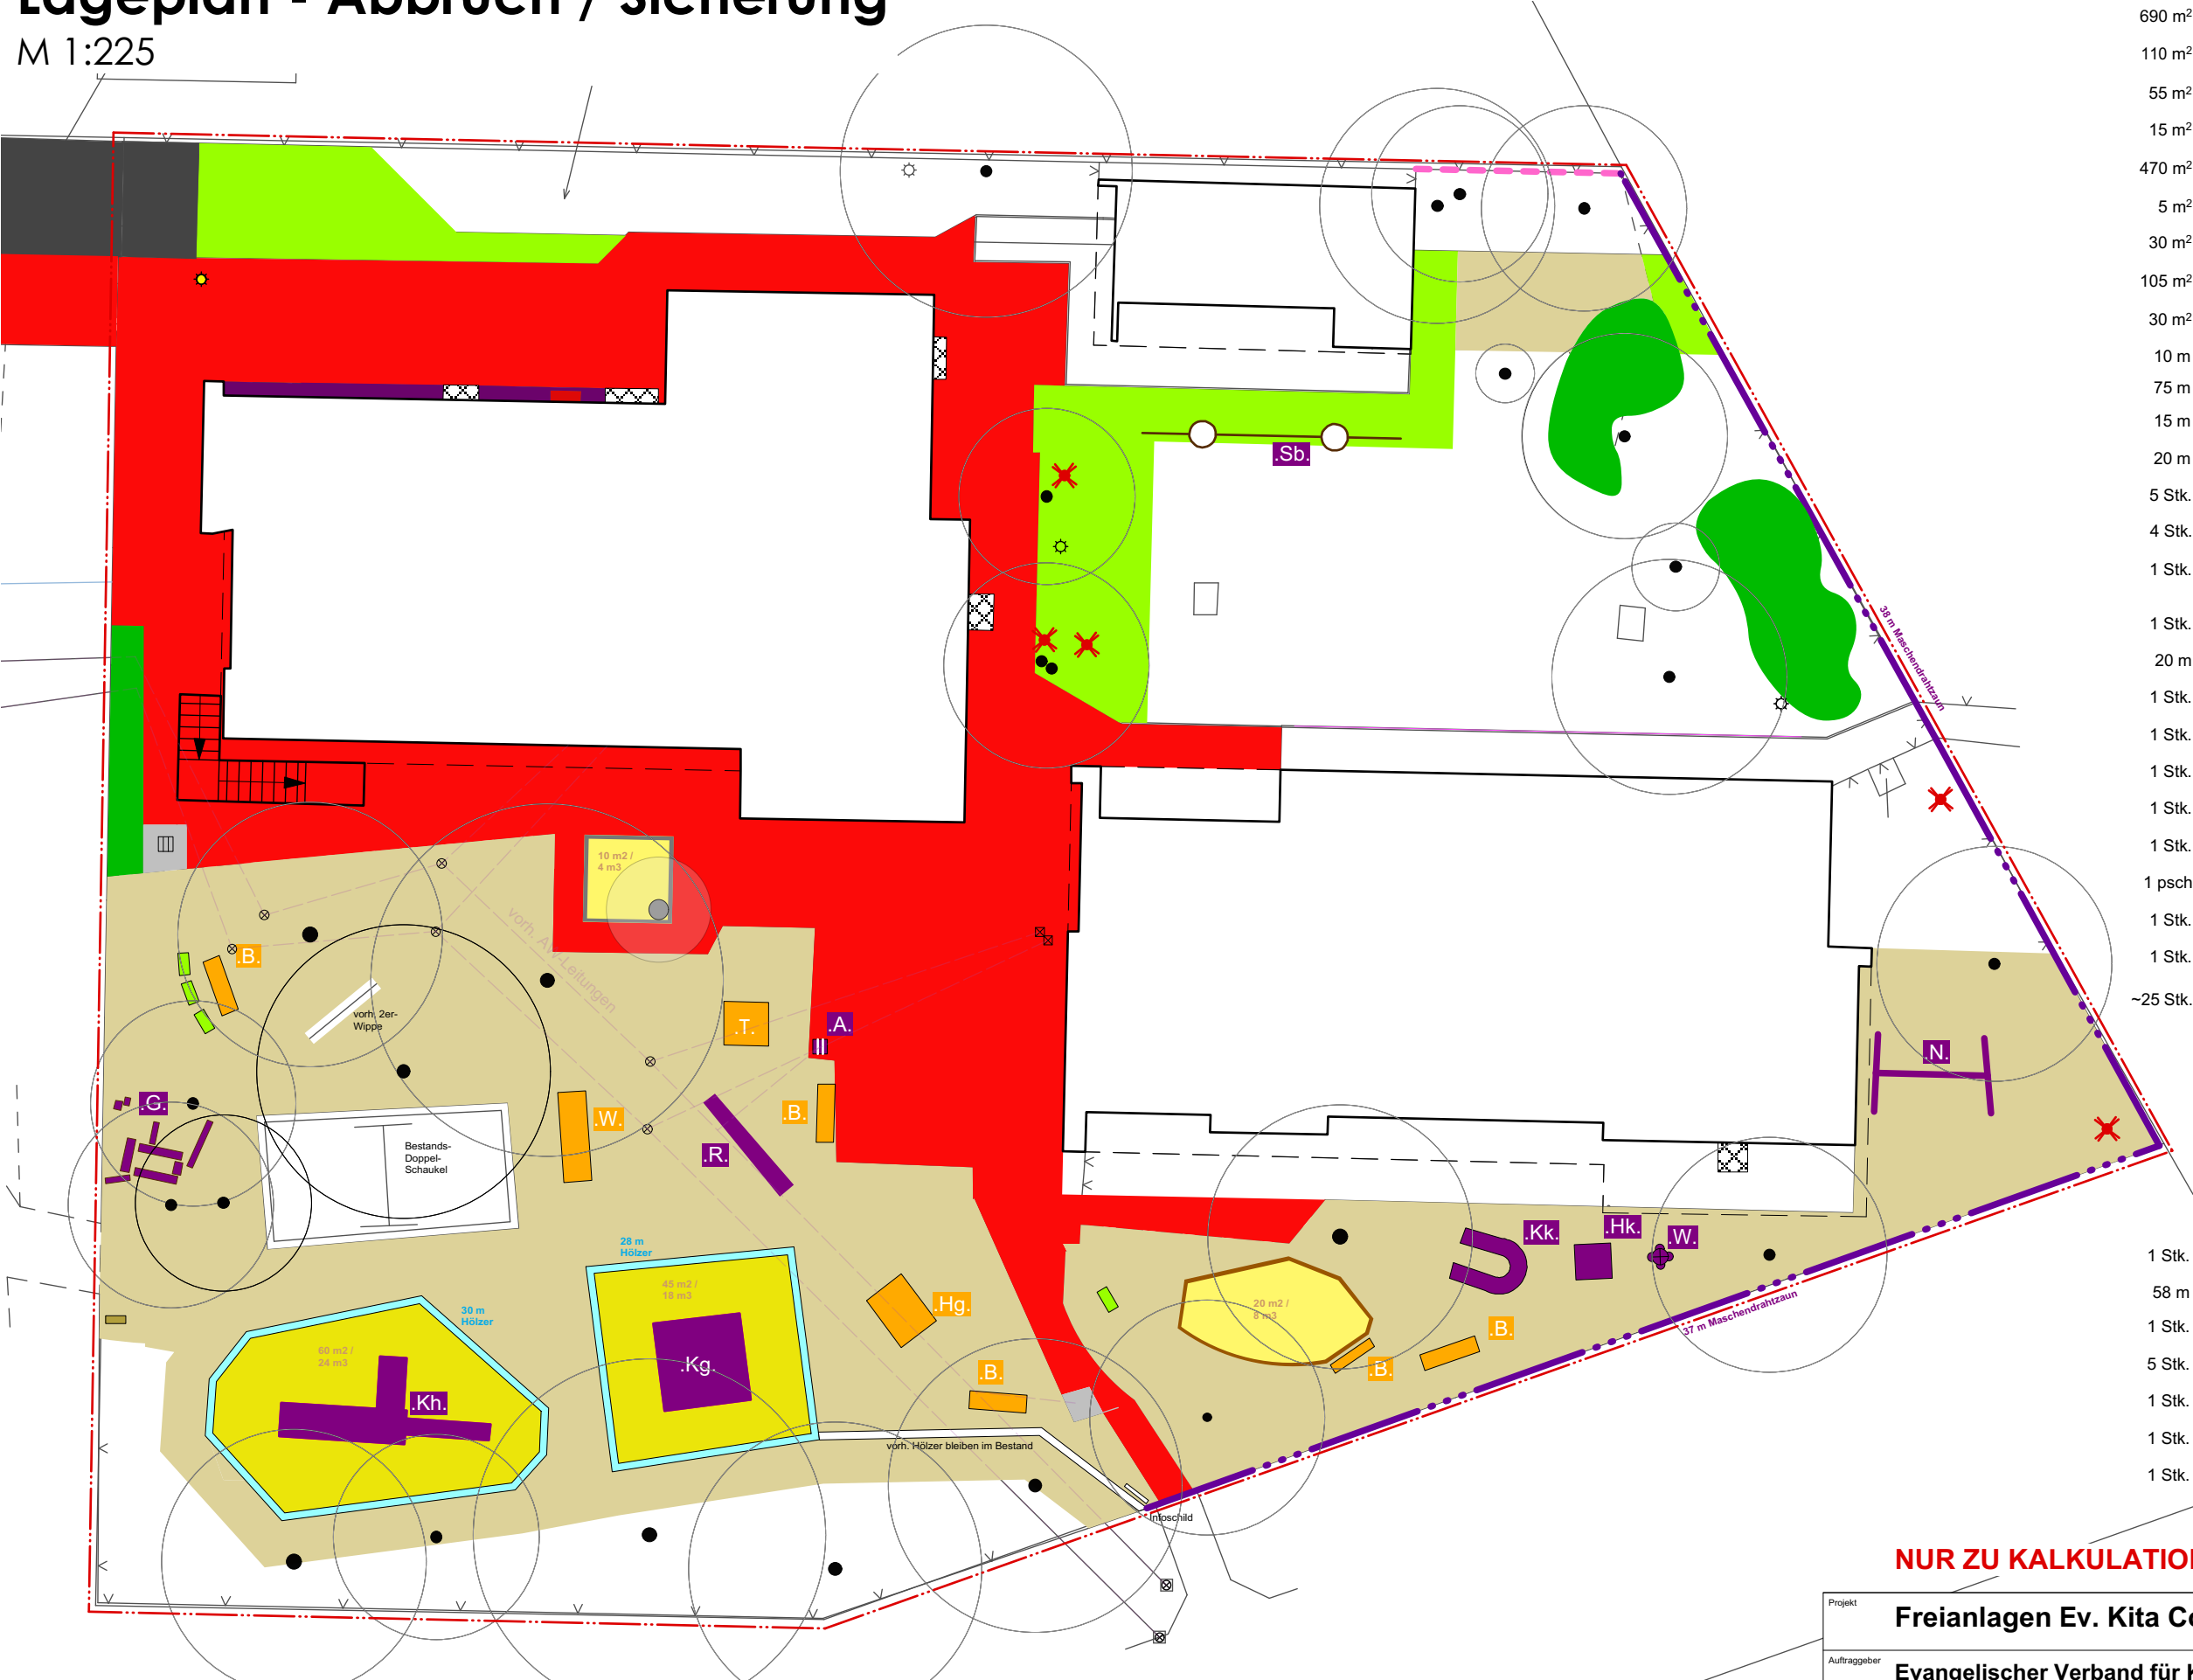 Lageplan - Abbruch / Sicherung
M 1:225
690 m²
110 m²
55 m²
15 m²
470 m²
5 m²
30 m²
105 m²
30 m²
10 m
75 m
15 m
20 m
5 Stk.
4 Stk.
1 Stk.
1 Stk.
20 m
1 Stk.
1 Stk.
1 Stk.
1 Stk.
1 Stk.
1 psch
1 Stk.
1 Stk.
~25 Stk.
1 Stk.
58 m
1 Stk.
5 Stk.
1 Stk.
1 Stk.
1 Stk.
.Sb.
38 m Maschendrahtzaun
10 m2 /
4 m3
vorh. AW-Leitungen
.B.
vorh. 2er-
Wippe
.T.
.A.
.N.
.G.
.W.
.B.
.R.
Bestands-
Doppel-
Schaukel
28 m
Hölzer
45 m2 /
18 m3
.Kk.
.Hk.
.W.
30 m
Hölzer
.Hg.
20 m2 /
8 m3
37 m Maschendrahtzaun
60 m2 /
24 m3
.Kg.
.B.
.B.
.B.
.Kh.
vorh. Hölzer bleiben im Bestand
Infoschild
NUR ZU KALKULATIO
Projekt
Freianlagen Ev. Kita Co
Auftraggeber
Evangelischer Verband für K